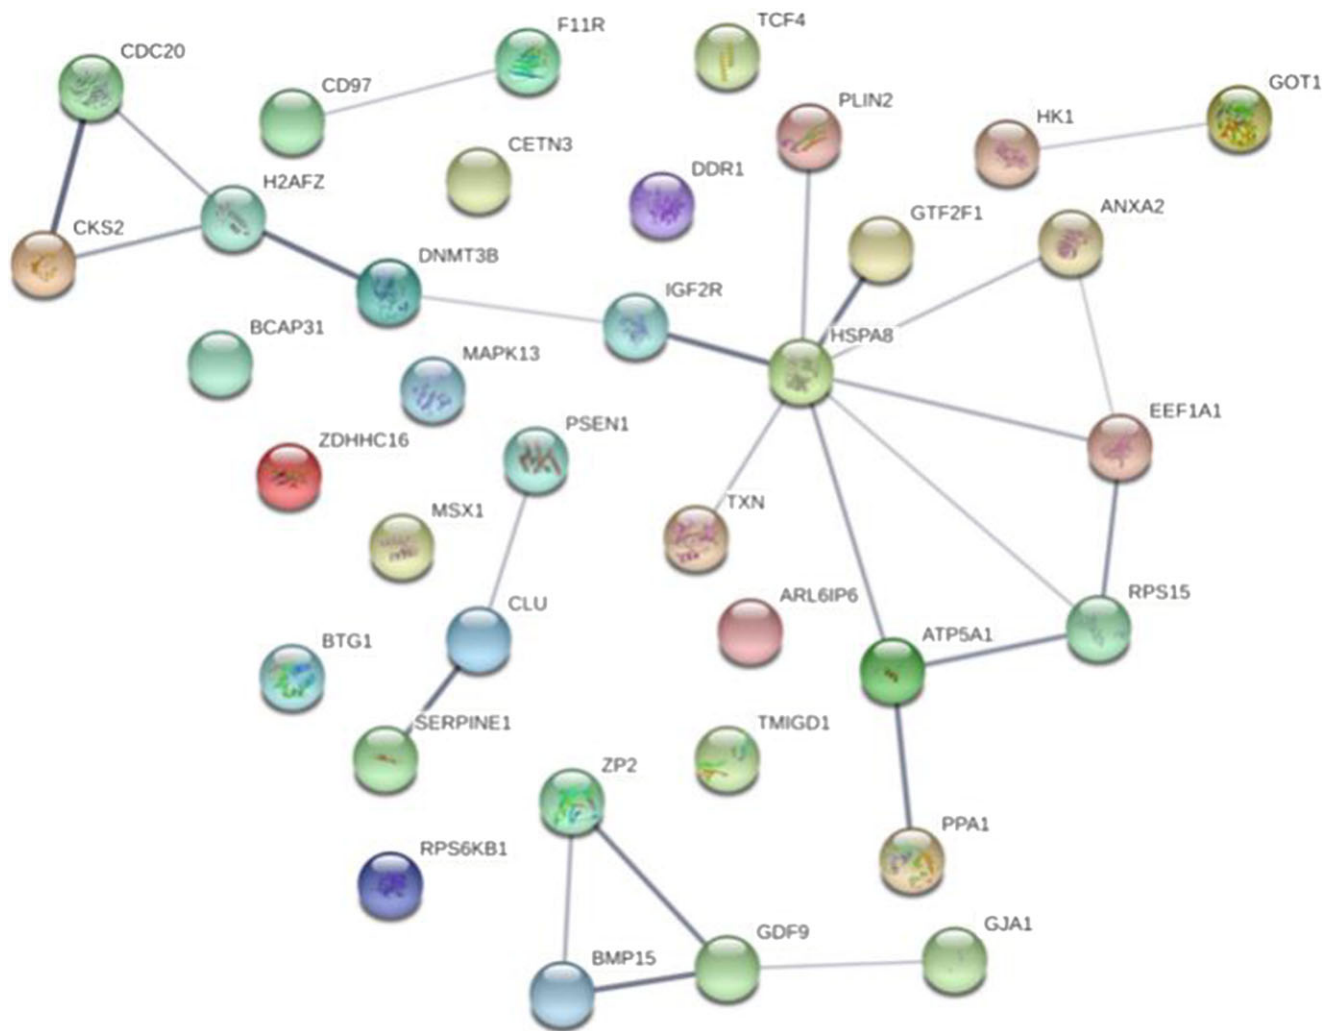 F11R
TCF4
CDC20
GOT1
CD97
PLIN2
HK1
CETN3
DDR1
H2AFZ
ANXA2
GTF2F1
CKS2
DNMT3B
IGF2R
BCAP31
HSPA8
MAPK13
EEF1A1
PSEN1
ZDHHC16
TXN
MSX1
RPS15
ARL6IP6
CLU
ATP5A1
BTG1
SERPINE1
TMIGD1
ZP2
PPA1
RPS6KB1
GJA1
GDF9
BMP15